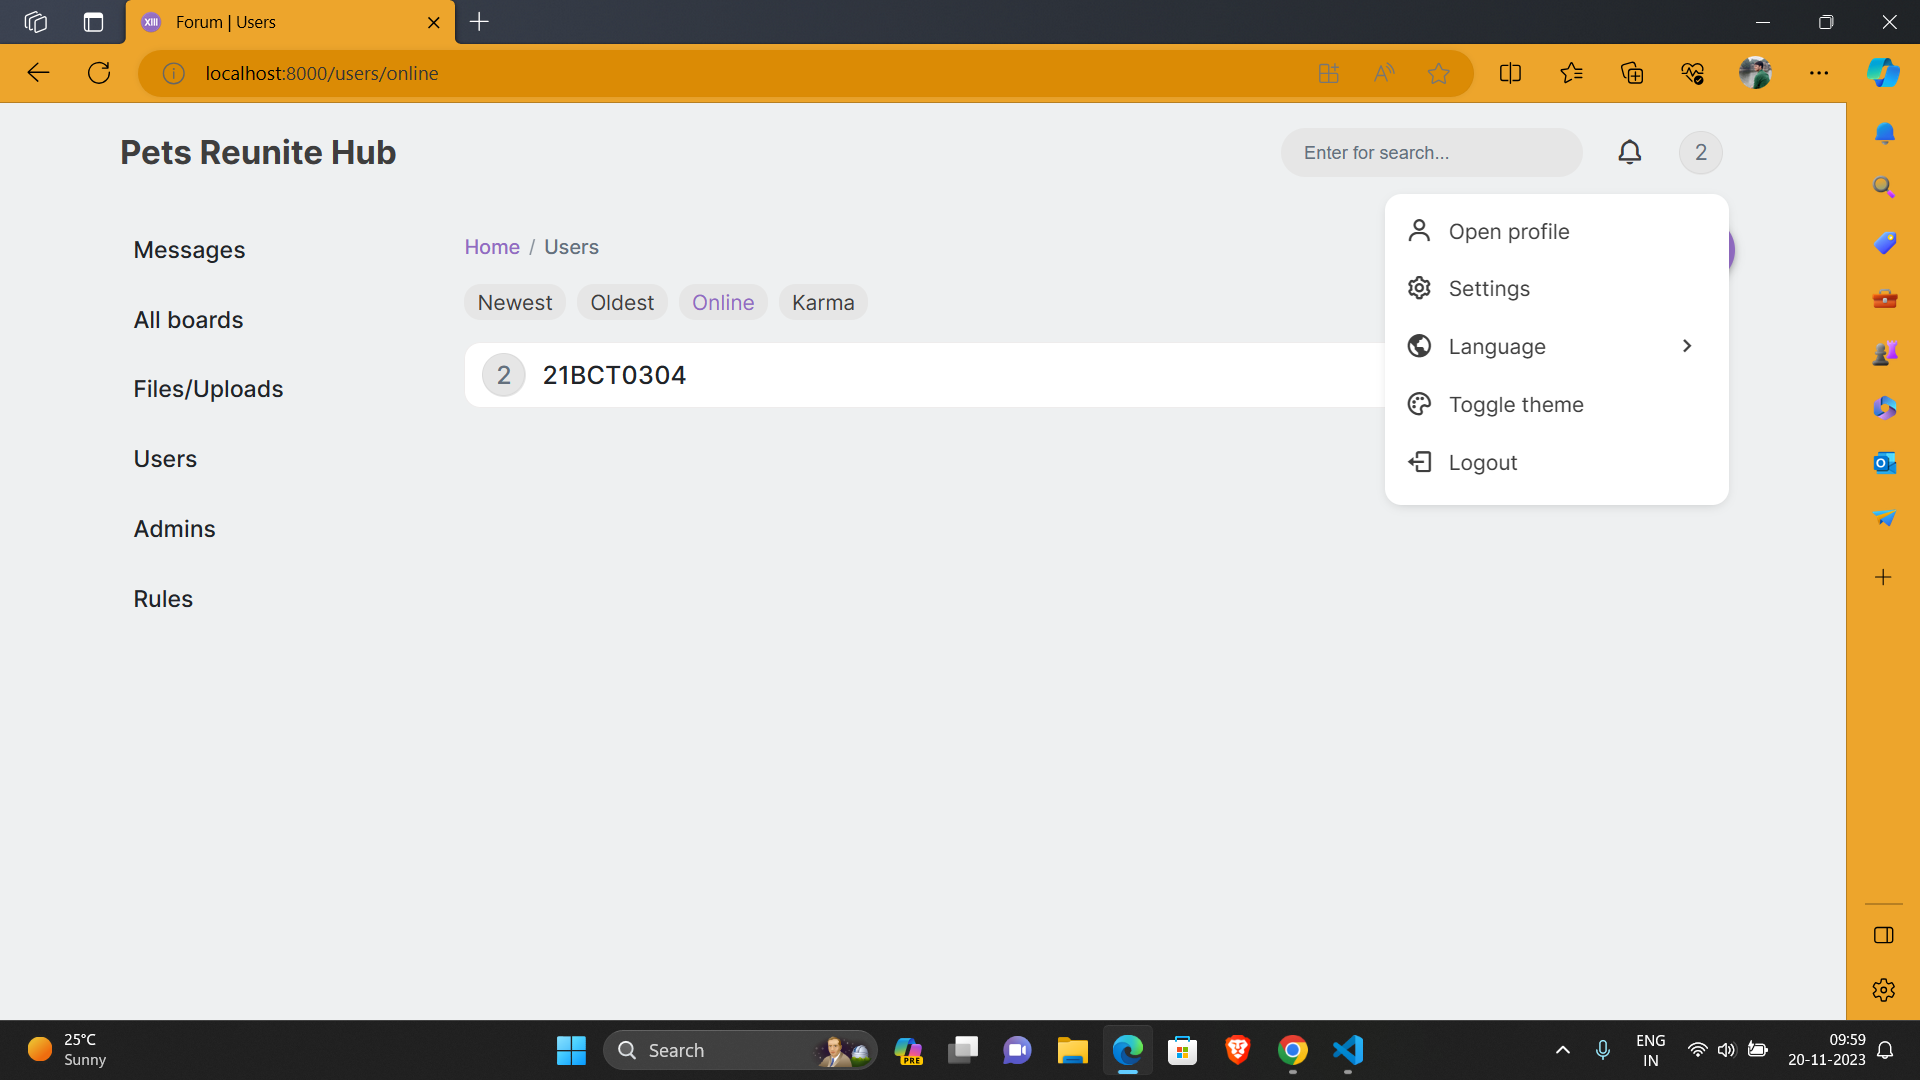 XIII Forum | Users
localhost:8000/users/online
Pets Reunite Hub
Enter for search...
2
Messages
All boards
Files/Uploads
Users
Admins
Rules
Home / Users
Newest Oldest Online Karma
2 21BCT0304
Open profile
Settings
Language
Toggle theme
Logout
25°C
Sunny
Search
PRE
ENG
IN
09:59
20-11-2023